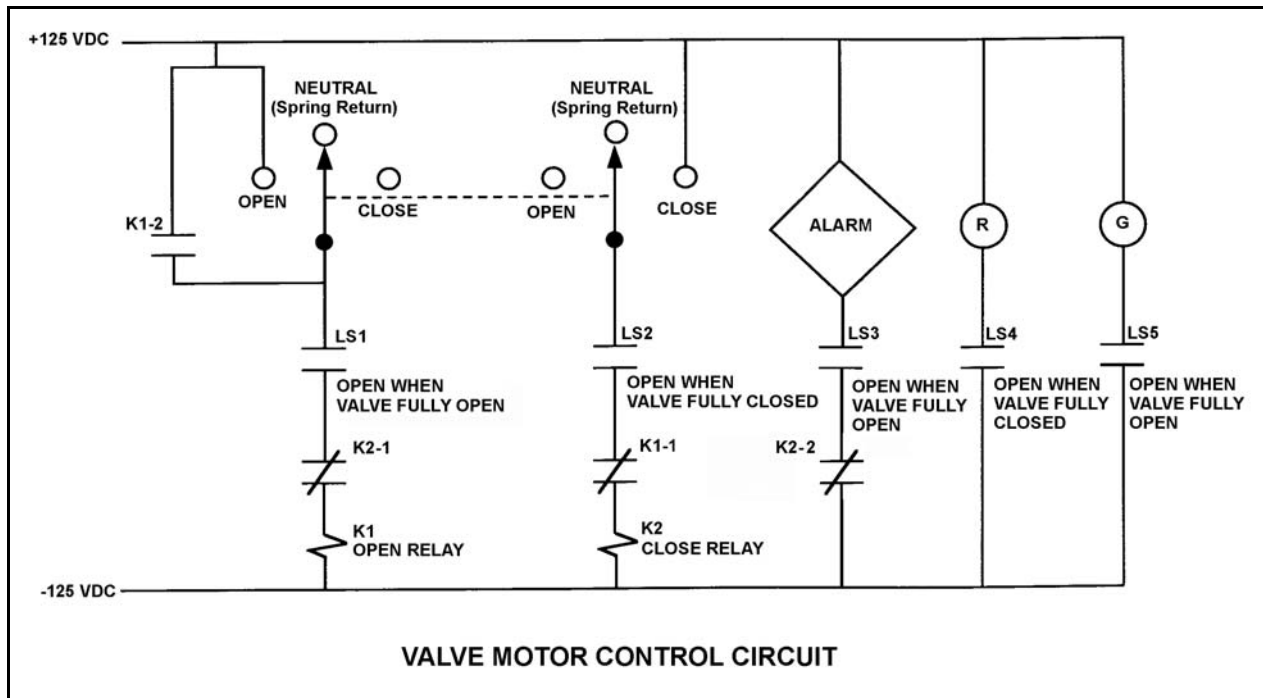 +125 VDC
NEUTRAL
(Spring Return)
NEUTRAL
(Spring Return)
OPEN
CLOSE
OPEN
CLOSE
K1-2
ALARM
R
G
LS1
OPEN WHEN
VALVE FULLY OPEN
LS2
OPEN WHEN
VALVE FULLY CLOSED
LS3
OPEN WHEN
VALVE FULLY
OPEN
LS4
OPEN WHEN
VALVE FULLY
CLOSED
LS5
OPEN WHEN
VALVE FULLY
OPEN
K2-1
K1-1
K2-2
K1
OPEN RELAY
K2
CLOSE RELAY
-125 VDC
VALVE MOTOR CONTROL CIRCUIT